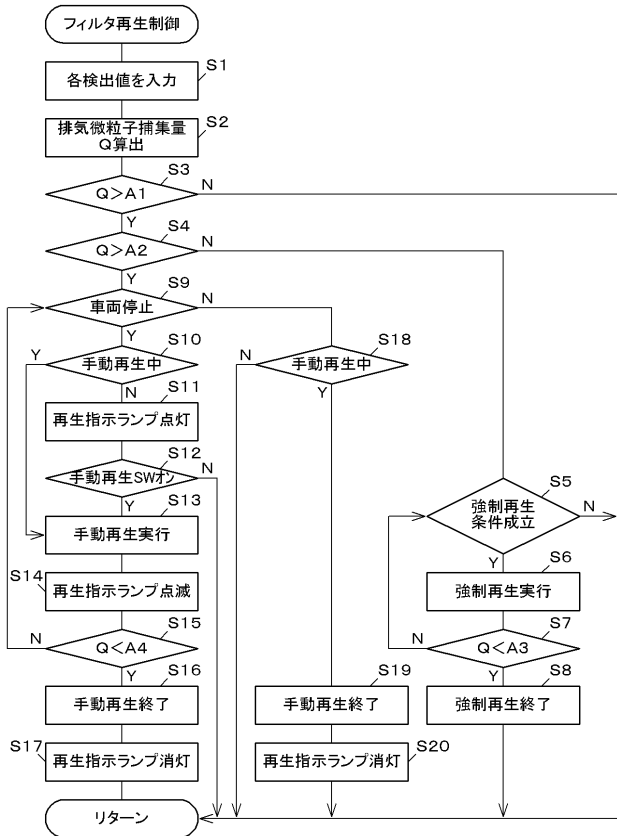 フィルタ再生制御
S1
各検出値を入力
S2
排気微粒子捕集量
Q算出
S3
Q>A1
N
Y
S4
Q>A2
N
Y
S9
車両停止
N
Y
S10
Y
手動再生中
N
S18
N
手動再生中
Y
S11
再生指示ランプ点灯
S12
手動再生SWオン
N
Y
S5
強制再生
条件成立
N
Y
S13
手動再生実行
S6
強制再生実行
S14
再生指示ランプ点滅
S15
N
Q<A4
Y
S7
N
Q<A3
Y
S16
手動再生終了
S19
手動再生終了
S8
強制再生終了
S17
再生指示ランプ消灯
S20
再生指示ランプ消灯
リターン